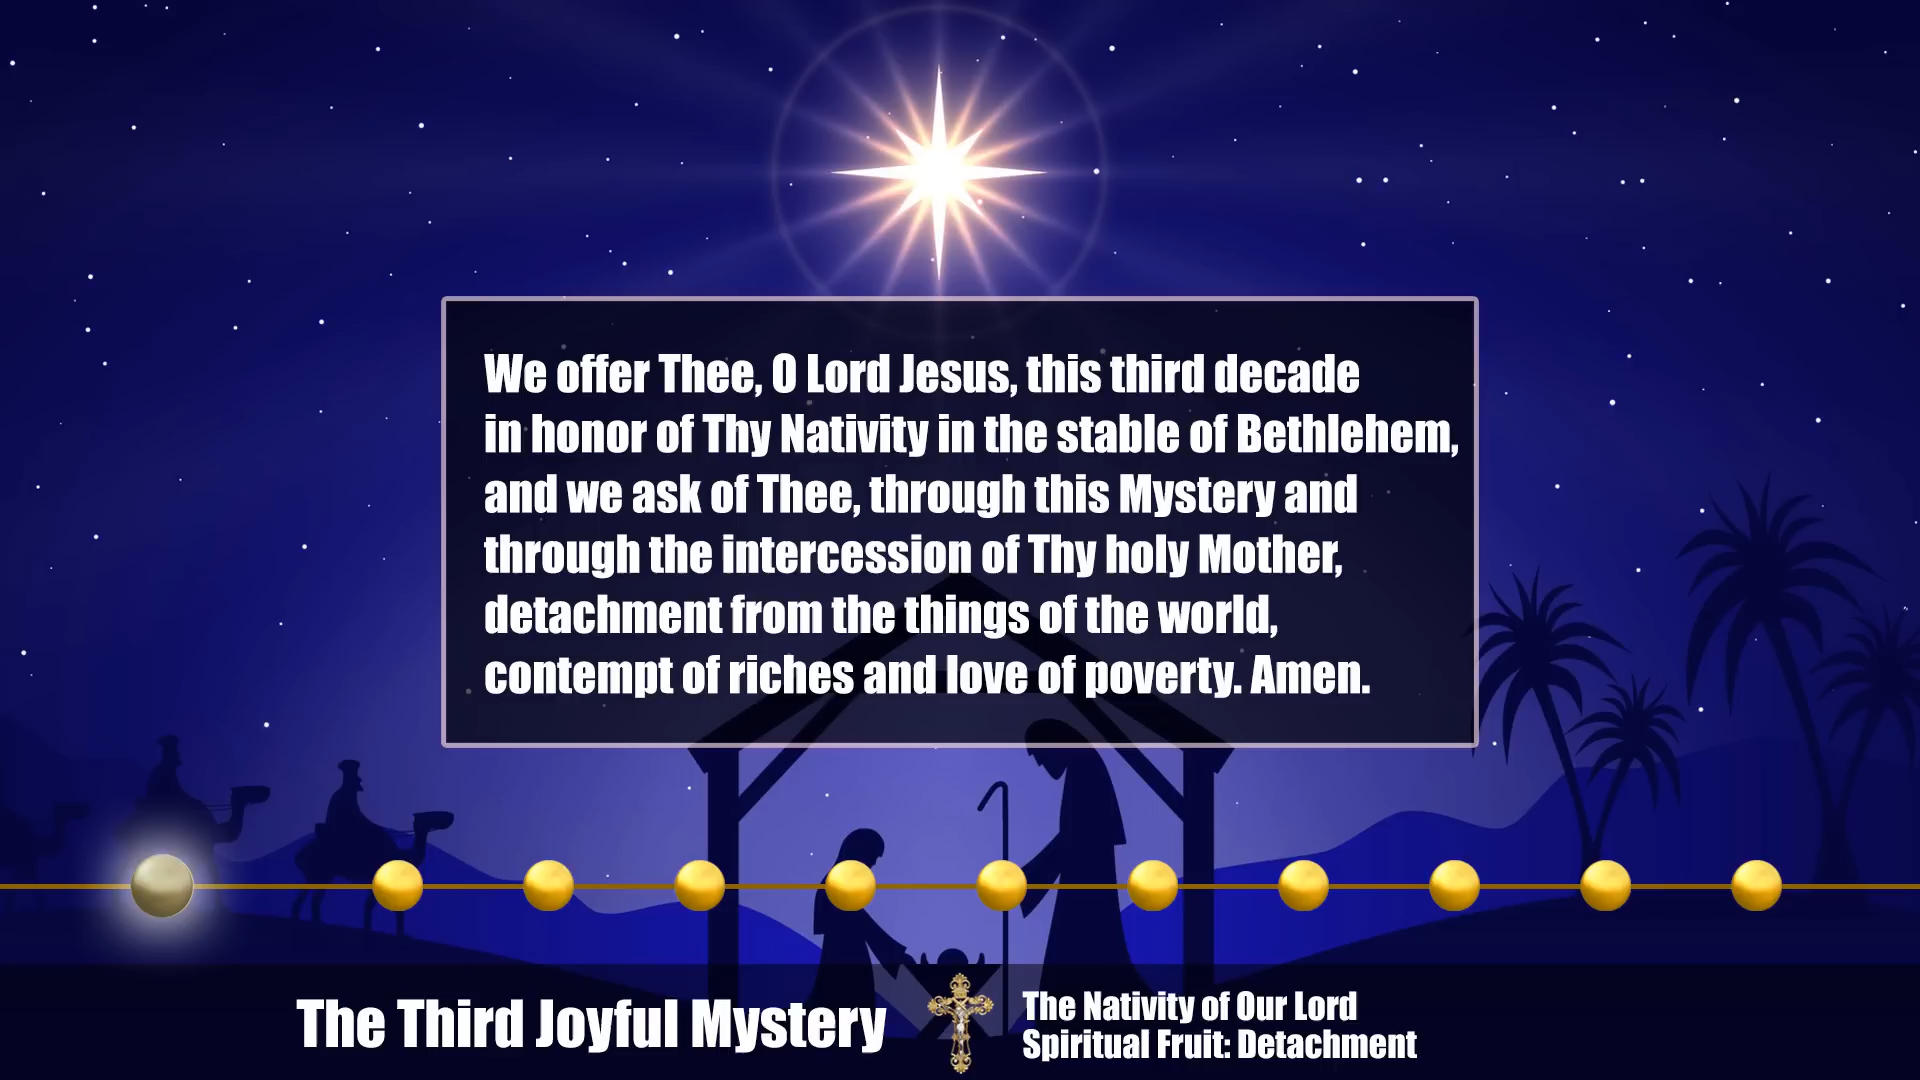 We offer Thee, O Lord Jesus, this third decade
in honor of Thy Nativity in the stable of Bethlehem,
and we ask of Thee, through this Mystery and
through the intercession of Thy holy Mother,
detachment from the things of the world,
contempt of riches and love of poverty. Amen.
The Third Joyful Mystery
The Nativity of Our Lord
Spiritual Fruit: Detachment